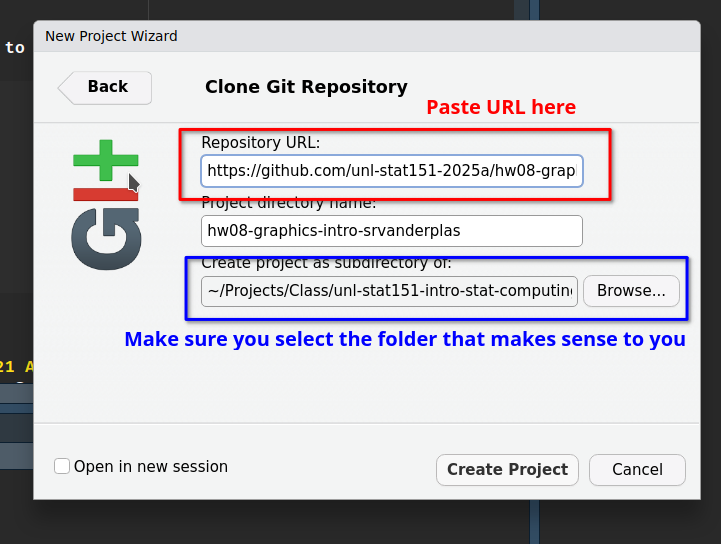 New Project Wizard
to
Back
Clone Git Repository
Paste URL here
Repository URL:
https://github.com/unl-stat151-2025a/hw08-grap
Project directory name:
hw08-graphics-intro-srvanderplas
Create project as subdirectory of:
~/Projects/Class/unl-stat151-intro-stat-computing
Browse...
Make sure you select the folder that makes sense to you
21 A
Git
Open in new session
Create Project
Cancel